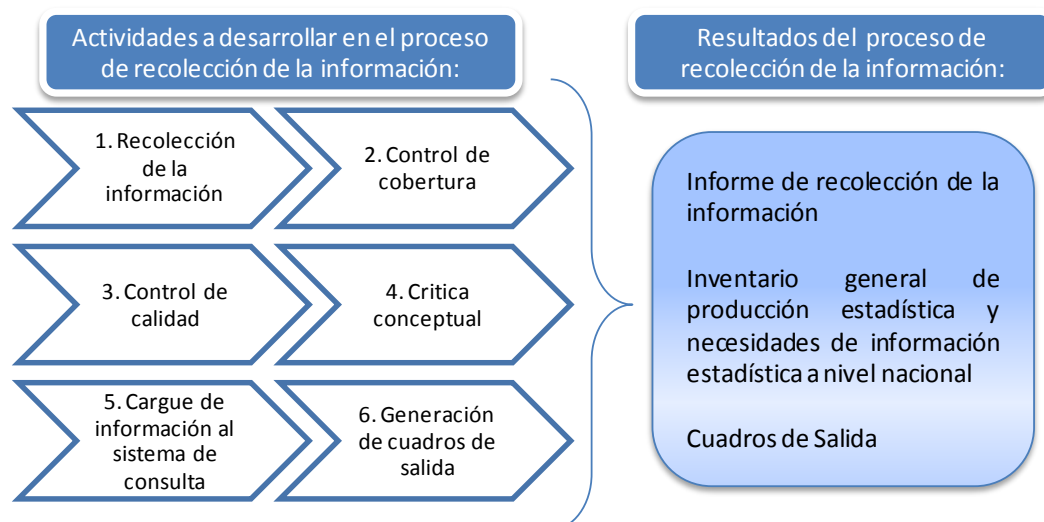 Actividades a desarrollar en el proceso
de recolección de la información:
Resultados del proceso de
recolección de la información:
1. Recolección
de la
información
2. Control de
cobertura
3. Control de
calidad
4. Critica
conceptual
5. Cargue de
información al
sistema de
consulta
6. Generación
de cuadros de
salida
Informe de recolección de la
información
Inventario general de
producción estadística y
necesidades de información
estadística a nivel nacional
Cuadros de Salida